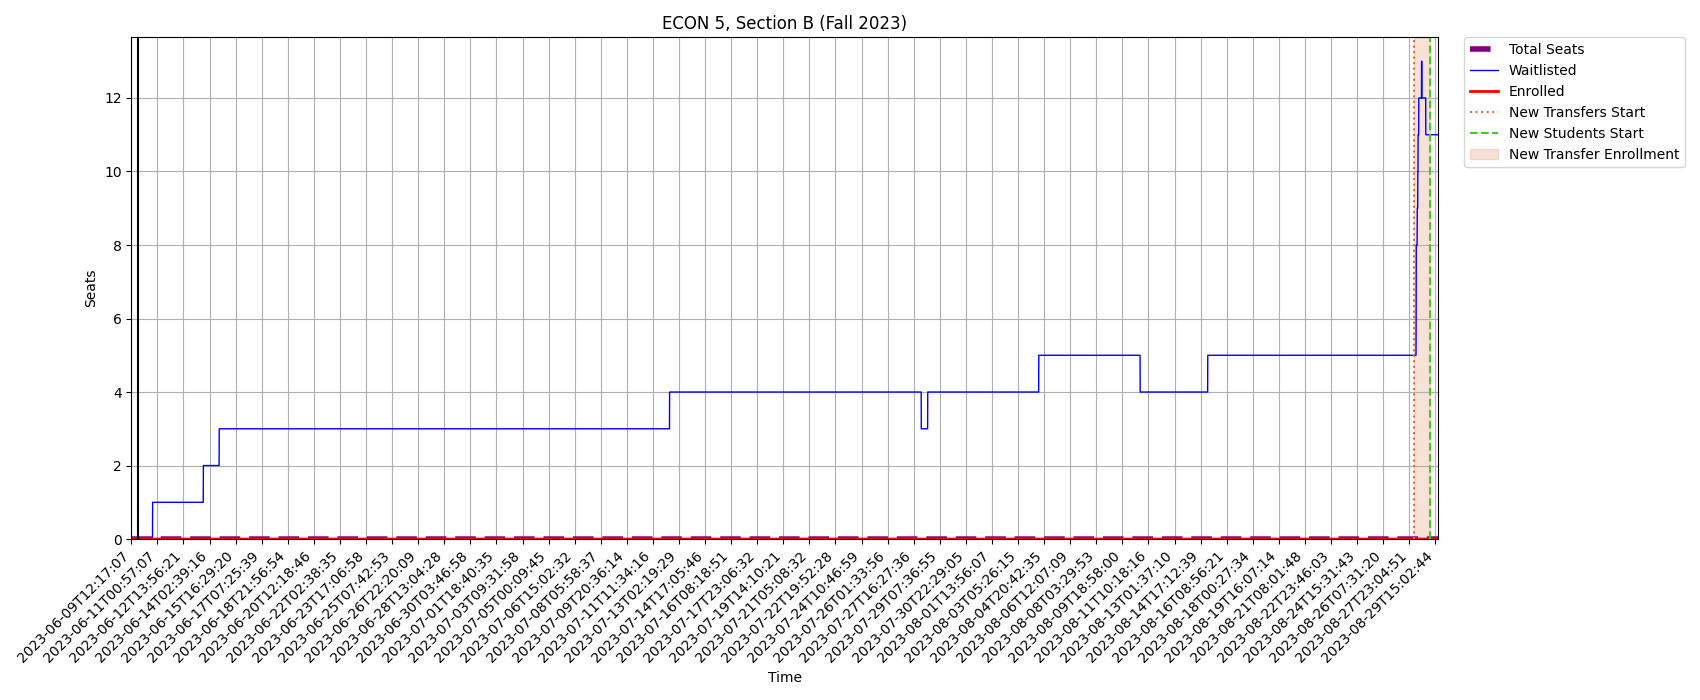 ECON 5, Section B (Fall 2023)
Total Seats
Waitlisted
Enrolled
New Transfers Start
New Students Start
New Transfer Enrollment
Seats
12
10
8
6
4
2
0
2023-06-09T12:17:07
2023-06-11T00:57:07
2023-06-12T13:56:21
2023-06-14T02:39:16
2023-06-15T16:29:20
2023-06-17T07:25:39
2023-06-18T21:56:54
2023-06-20T12:18:46
2023-06-22T02:38:35
2023-06-23T17:06:58
2023-06-25T07:42:53
2023-06-26T22:20:09
2023-06-28T13:04:28
2023-06-30T03:46:58
2023-07-01T18:40:35
2023-07-03T09:31:58
2023-07-05T00:09:45
2023-07-06T15:02:32
2023-07-08T05:58:37
2023-07-09T20:36:14
2023-07-11T11:34:16
2023-07-13T02:19:29
2023-07-14T17:05:46
2023-07-16T08:18:51
2023-07-17T23:06:32
2023-07-19T14:10:21
2023-07-21T05:08:32
2023-07-22T19:52:28
2023-07-24T10:46:59
2023-07-26T01:33:56
2023-07-27T16:27:36
2023-07-29T07:36:55
2023-07-30T22:29:05
2023-08-01T13:56:07
2023-08-03T05:26:15
2023-08-04T20:42:35
2023-08-06T12:07:09
2023-08-08T03:29:53
2023-08-09T18:58:00
2023-08-11T10:18:16
2023-08-13T01:37:10
2023-08-14T17:12:39
2023-08-16T08:56:21
2023-08-18T00:27:34
2023-08-19T16:07:14
2023-08-21T08:01:48
2023-08-22T23:46:03
2023-08-24T15:31:43
2023-08-26T07:31:20
2023-08-27T23:04:51
2023-08-29T15:02:44
Time